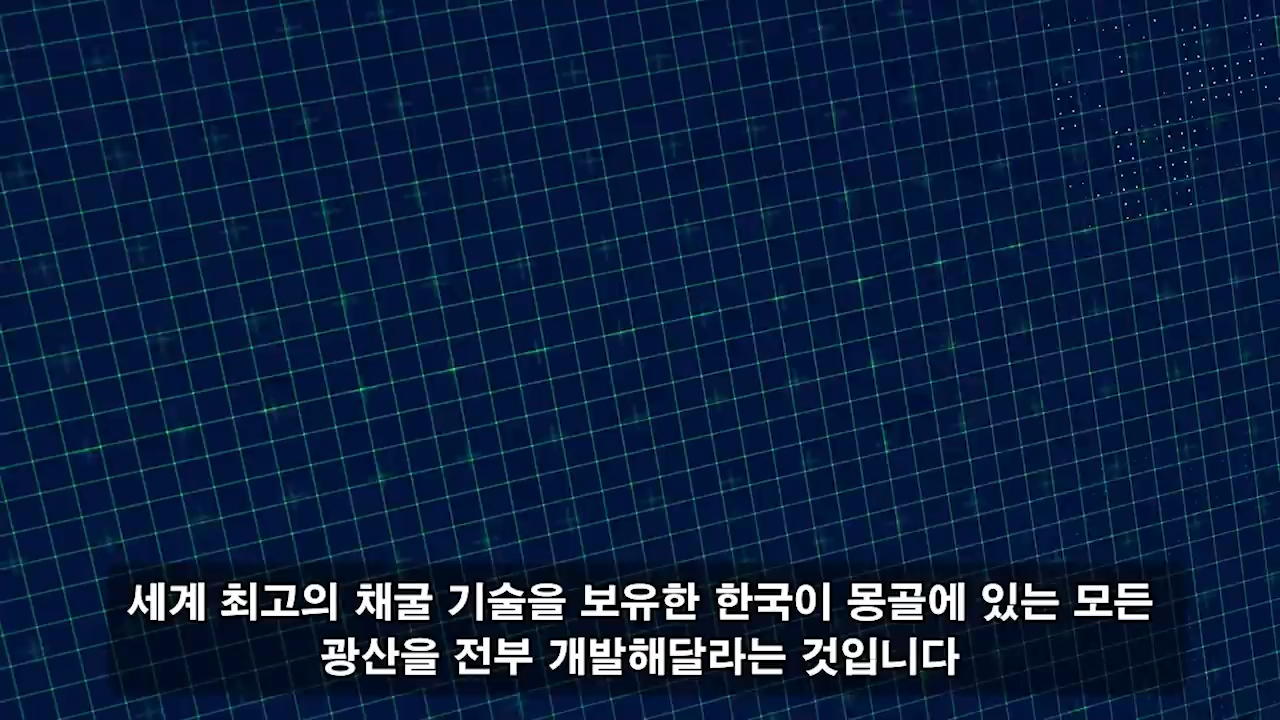 세계 최고의 채굴 기술을 보유한 한국이 몽골에 있는 모든
광산을 전부 개발해달라는 것입니다